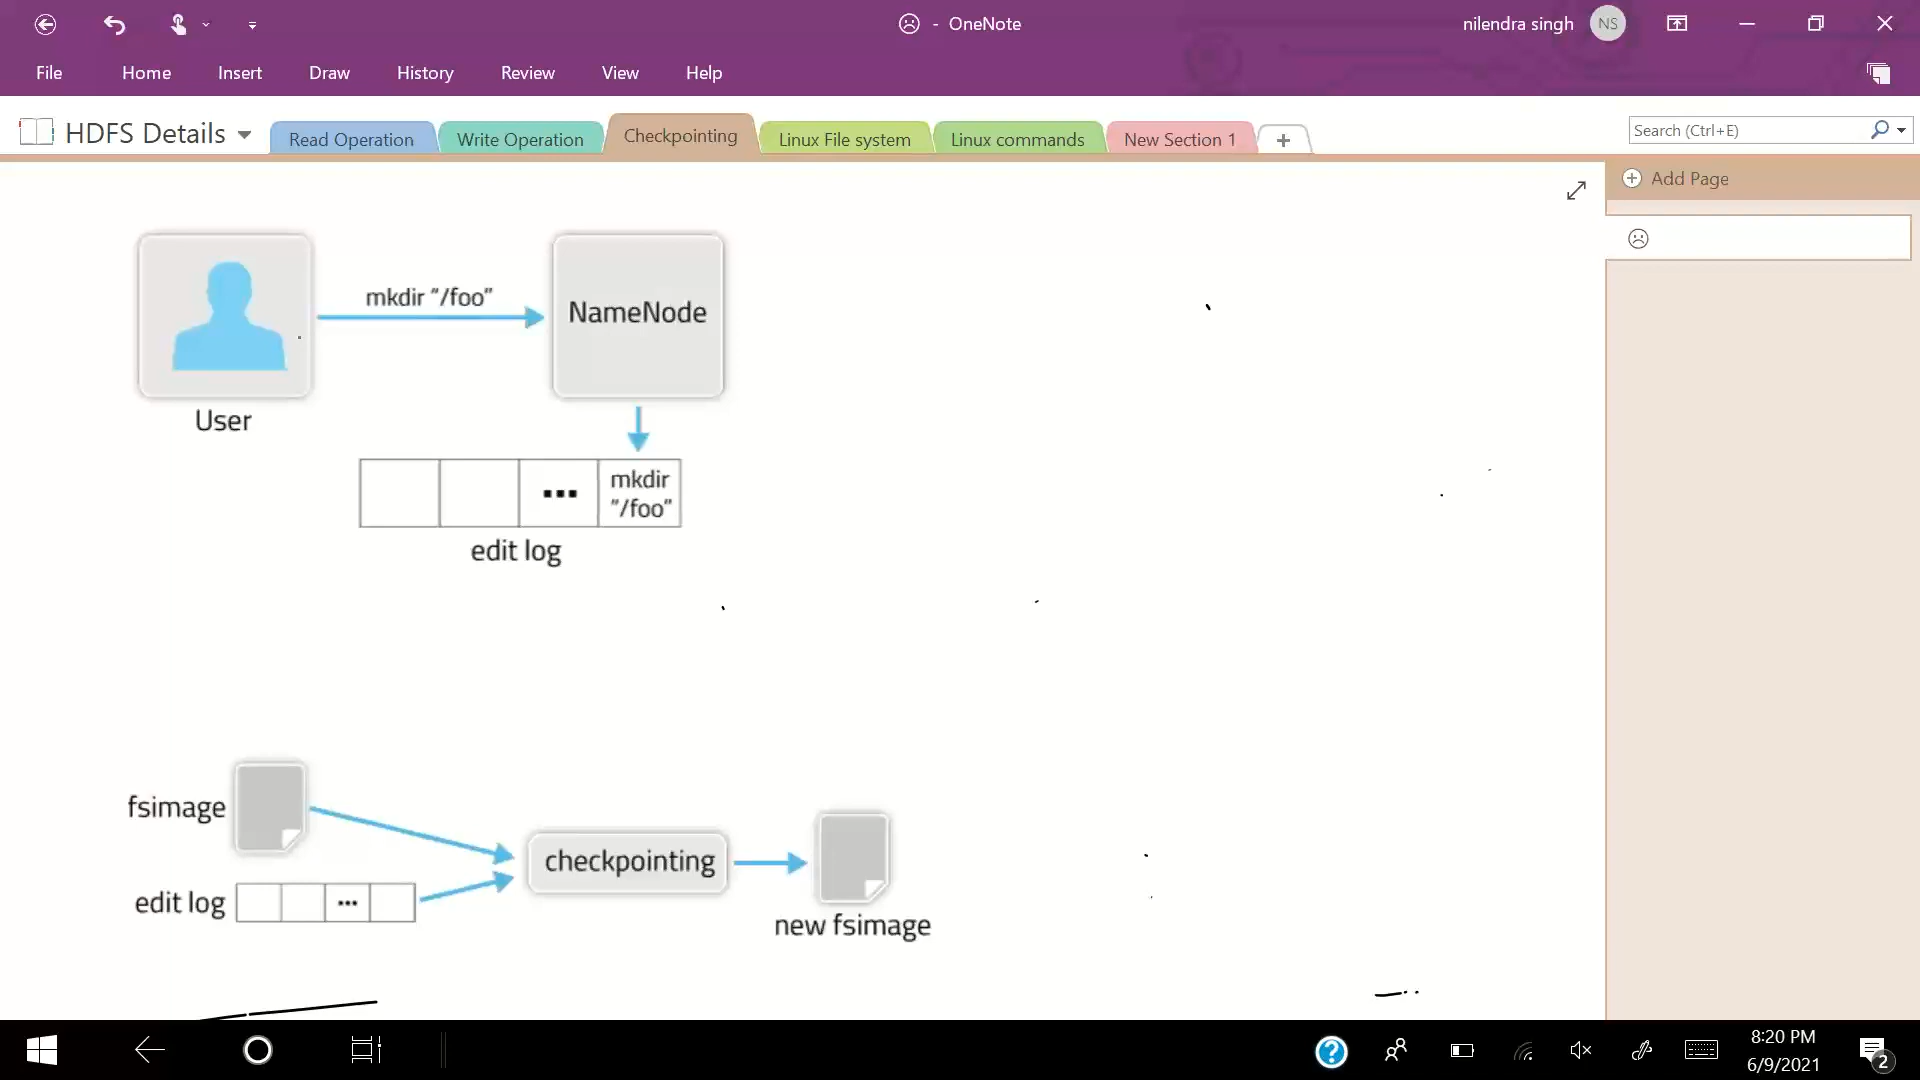 - OneNote
nilendra singh
NS
File
Home
Insert
Draw
History
Review
View
Help
HDFS Details
Read Operation
Write Operation
Checkpointing
Linux File system
Linux commands
New Section 1
Search (Ctrl+E)
Add Page
mkdir "/foo"
NameNode
User
...
mkdir
"/foo"
edit log
fsimage
checkpointing
edit log
...
new fsimage
8:20 PM
6/9/2021
2